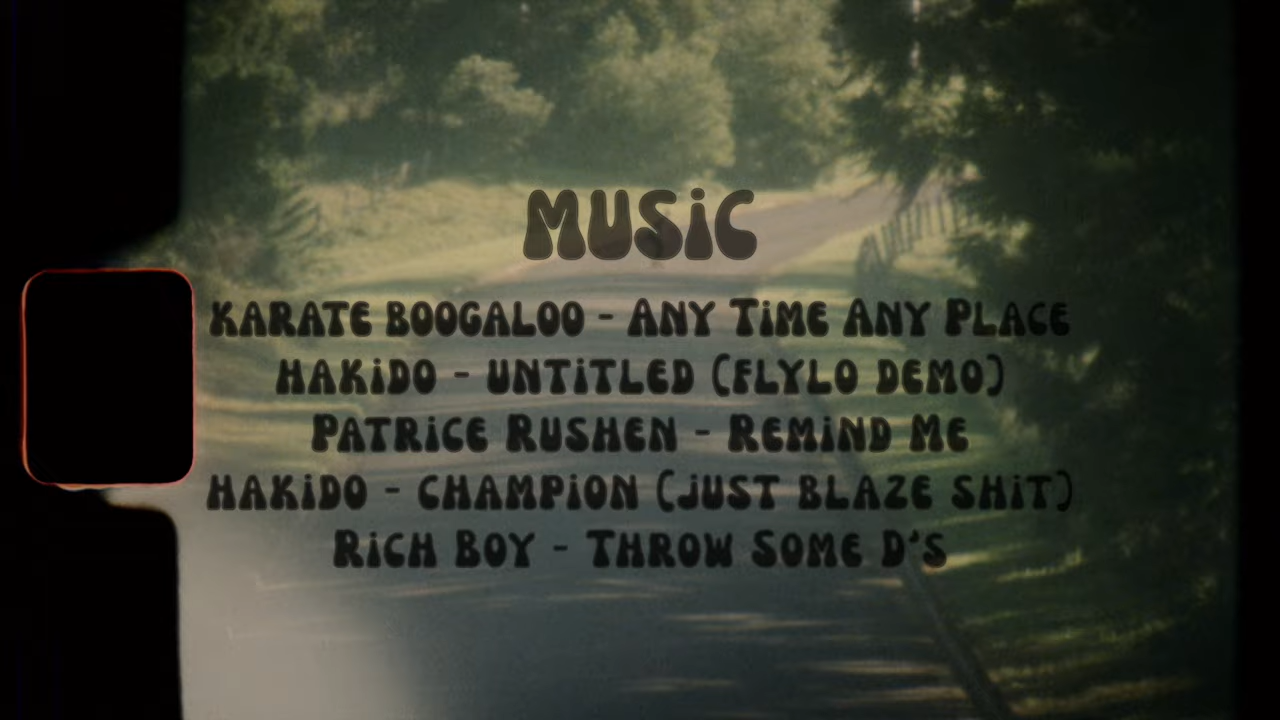 MUSiC
KARATE BOOGALOO - ANY TiME ANY PLACE
HAKiDO - UNTiTLED (FLYLO DEMO)
PATRiCE RUSHEN - REMiND ME
HAKiDO - CHAMPiON (JUST BLAZE SHiT)
RiCH BOY - THROW SOME D'S